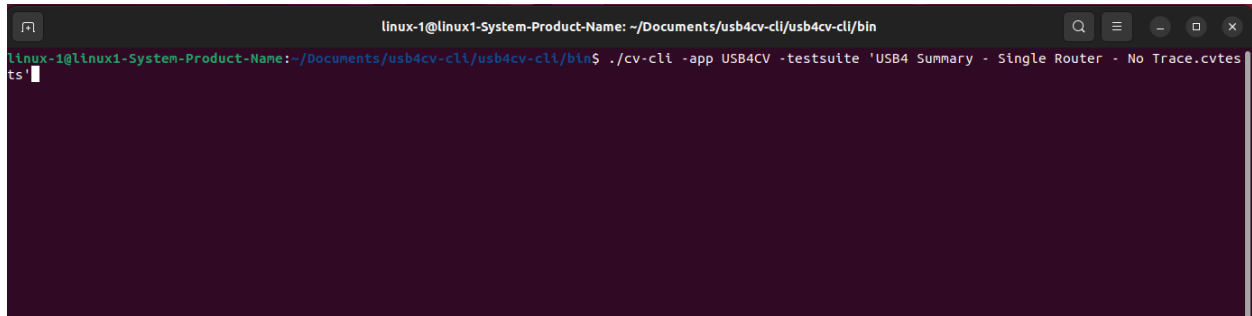 linux-1@linux1-System-Product-Name: ~/Documents/usb4cv-cli/usb4cv-cli/bin
linux-1@linux1-System-Product-Name:~/Documents/usb4cv-cli/usb4cv-cli/bin$ ./cv-cli -app USB4CV -testsuite 'USB4 Summary - Single Router - No Trace.cvtes
ts'